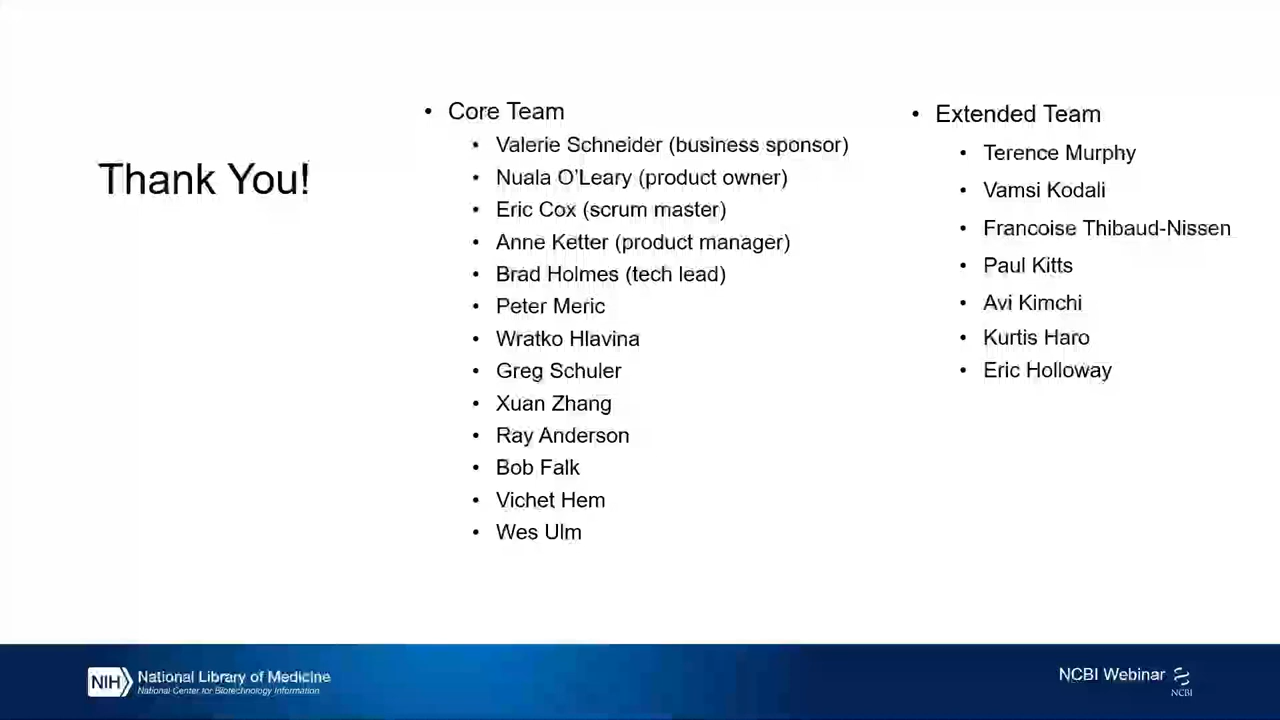 Thank You!
• Core Team
• Valerie Schneider (business sponsor)
• Nuala O'Leary (product owner)
• Eric Cox (scrum master)
• Anne Ketter (product manager)
• Brad Holmes (tech lead)
• Peter Meric
• Wratko Hlavina
• Greg Schuler
• Xuan Zhang
• Ray Anderson
• Bob Falk
• Vichet Hem
• Wes Ulm
• Extended Team
• Terence Murphy
• Vamsi Kodali
• Francoise Thibaud-Nissen
• Paul Kitts
• Avi Kimchi
• Kurtis Haro
• Eric Holloway
NIH
National Library of Medicine
National Center for Biotechnology Information
NCBI Webinar
NCBI